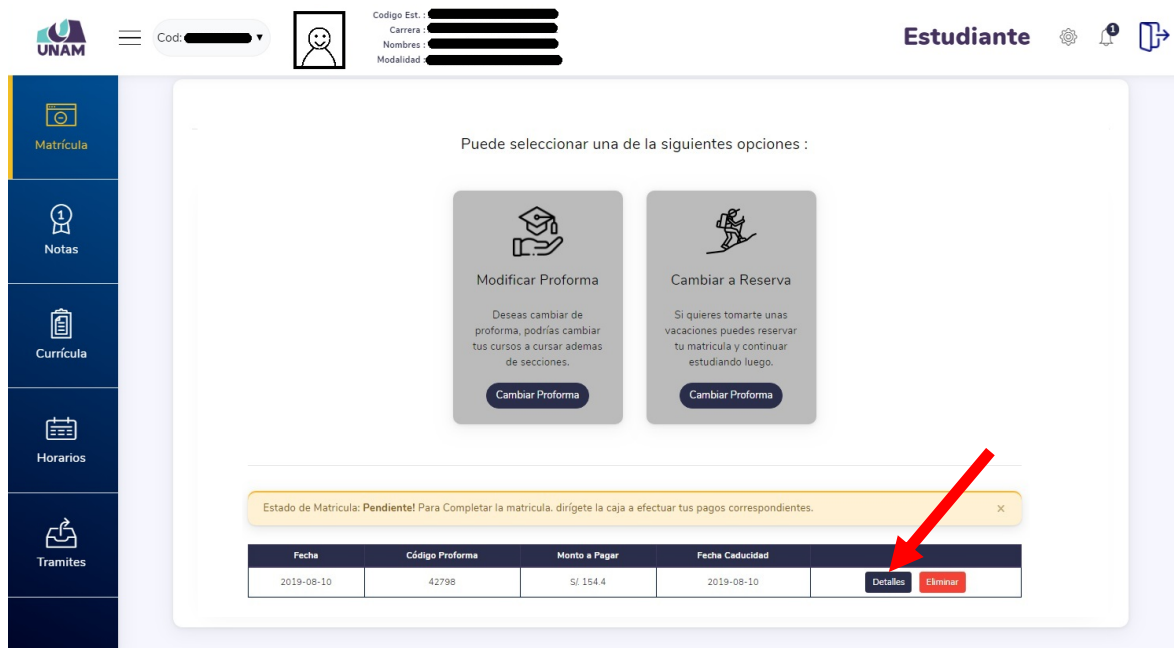 UNAM
Cod:
Codigo Est. :
Carrera :
Nombres :
Modalidad :
Estudiante
1
Matrícula
1
Notas
Currícula
Horarios
Tramites
Puede seleccionar una de la siguientes opciones :
Modificar Proforma
Deseas cambiar de
proforma, podrías cambiar
tus cursos a cursar ademas
de secciones.
Cambiar Proforma
Cambiar a Reserva
Si quieres tomarte unas
vacaciones puedes reservar
tu matricula y continuar
estudiando luego.
Cambiar Proforma
Estado de Matricula: Pendiente! Para Completar la matricula. dirígete la caja a efectuar tus pagos correspondientes. ×
Fecha Código Proforma Monto a Pagar Fecha Caducidad
2019-08-10 42798 S/. 154.4 2019-08-10 Detalles Eliminar